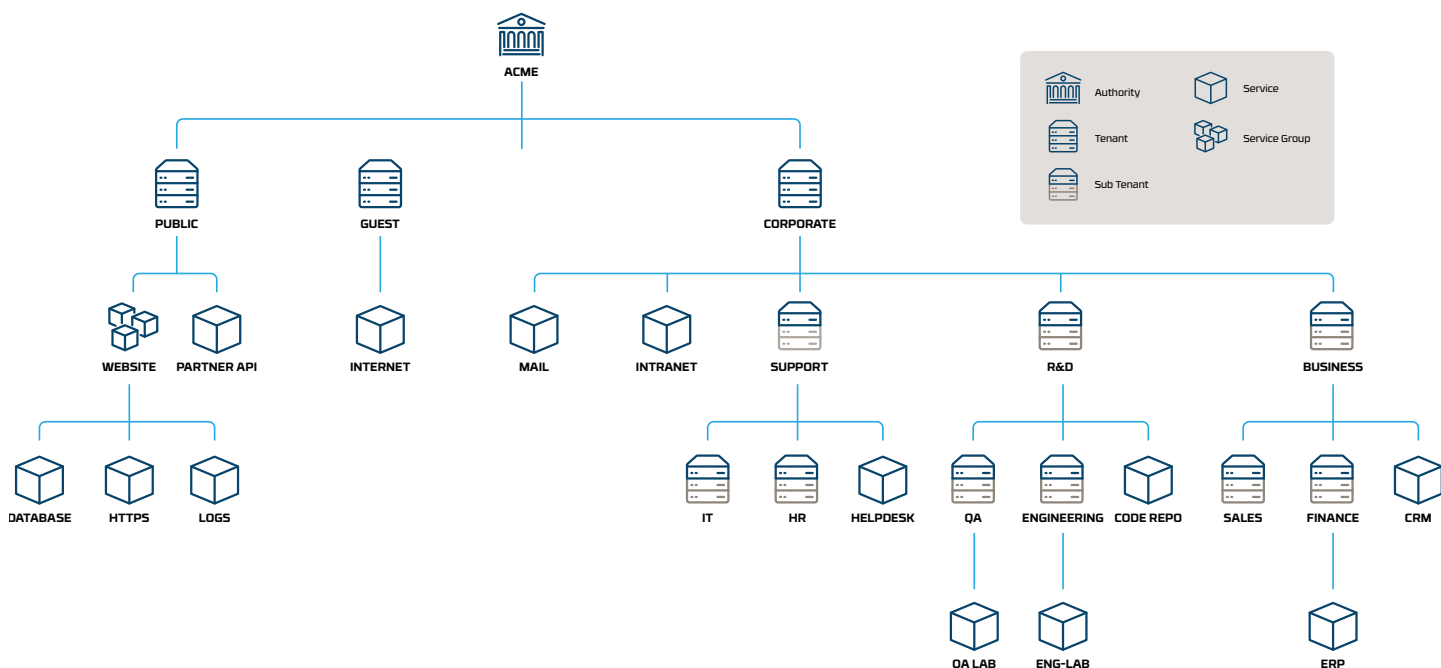 ACME
Authority
Service
Tenant
Service Group
Sub Tenant
PUBLIC
GUEST
CORPORATE
WEBSITE
PARTNER API
INTERNET
MAIL
INTRANET
SUPPORT
R&D
BUSINESS
DATABASE
HTTPS
LOGS
IT
HR
HELPDESK
QA
ENGINEERING
CODE REPO
SALES
FINANCE
CRM
QA LAB
ENG-LAB
ERP